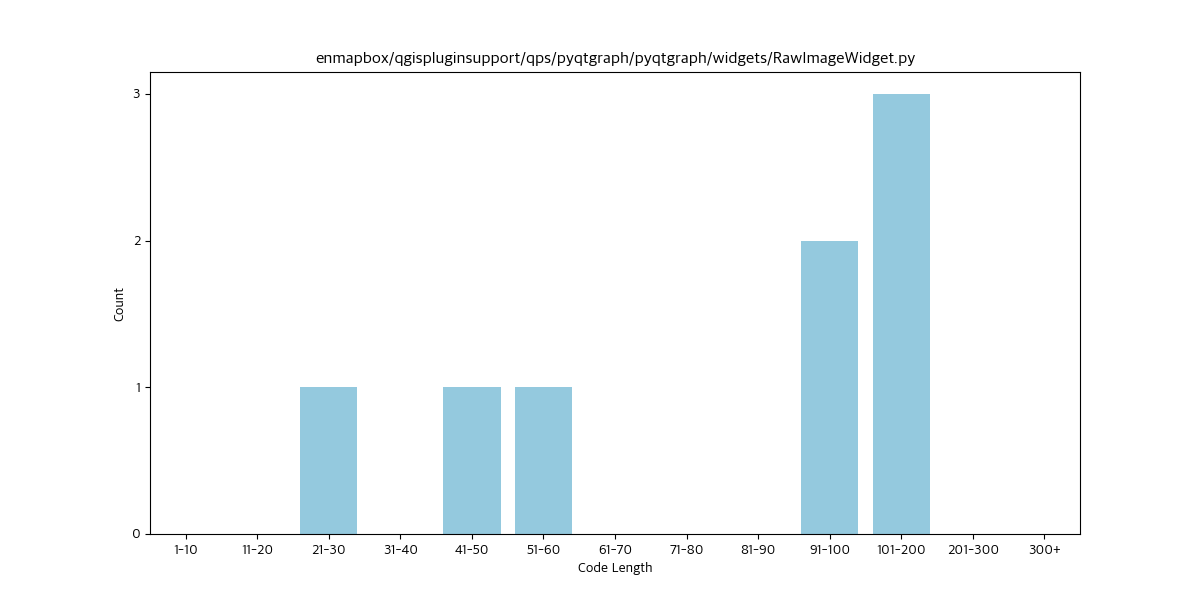 enmapbox/qgispluginsupport/qps/pyqtgraph/pyqtgraph/widgets/RawImageWidget.py
3
2
1
0
Count
1-10 11-20 21-30 31-40 41-50 51-60 61-70 71-80 81-90 91-100 101-200 201-300 300+
Code Length